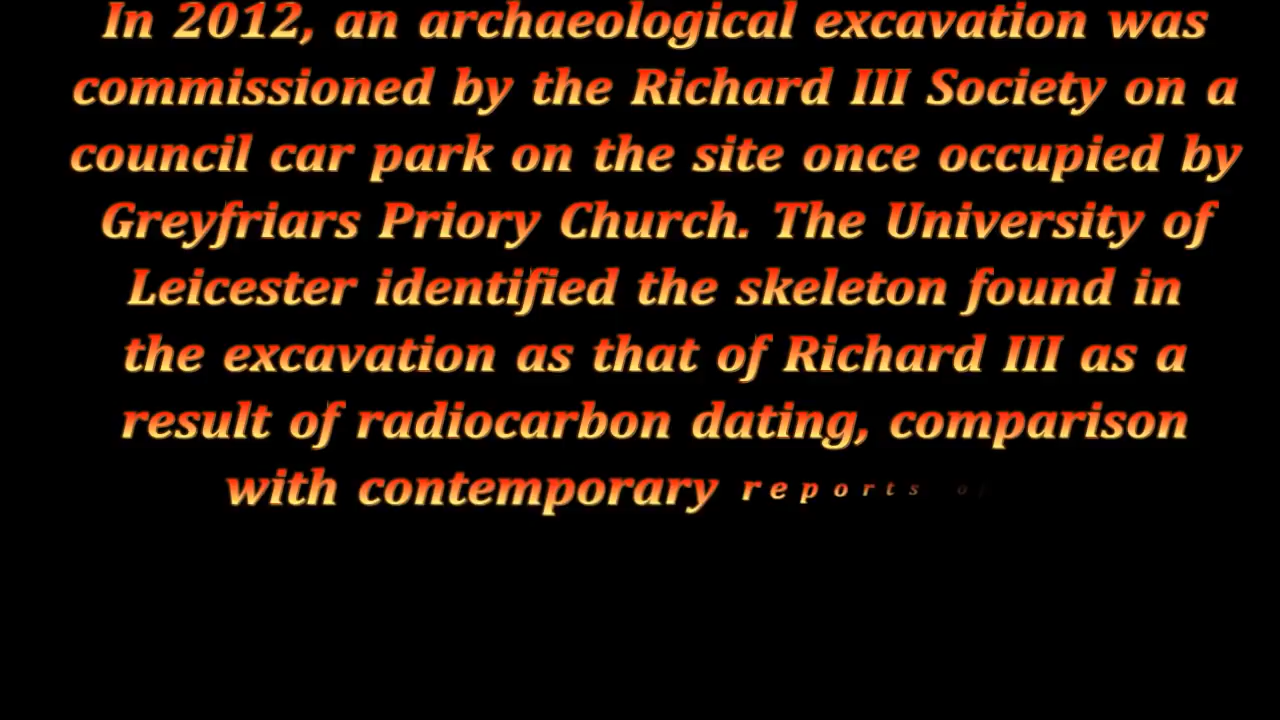 In 2012, an archaeological excavation was
commissioned by the Richard III Society on a
council car park on the site once occupied by
Greyfriars Priory Church. The University of
Leicester identified the skeleton found in
the excavation as that of Richard III as a
result of radiocarbon dating, comparison
with contemporary reports